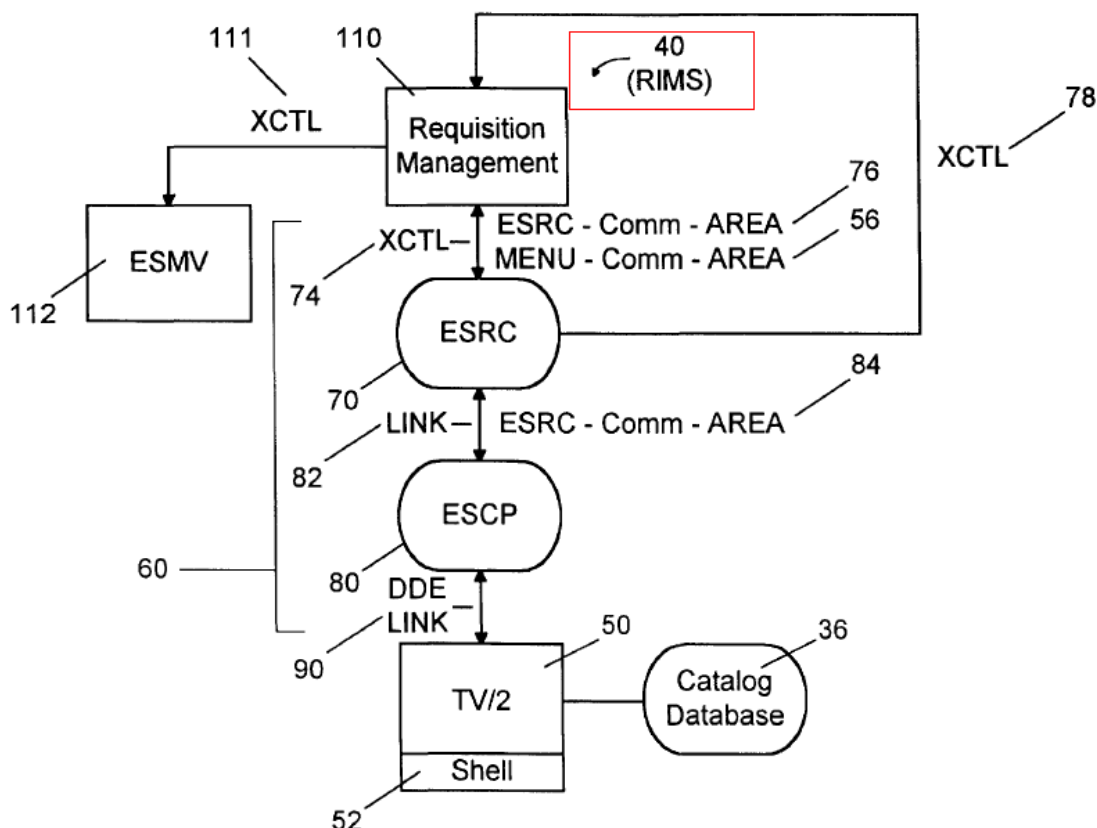 111
110
40
(RIMS)
78
XCTL
Requisition
Management
XCTL
76
ESRC - Comm - AREA
56
XCTL
MENU - Comm - AREA
ESMV
74
112
ESRC
84
70
LINK
ESRC - Comm - AREA
82
ESCP
60
80
DDE
LINK
50
36
90
TV/2
Catalog
Database
Shell
52